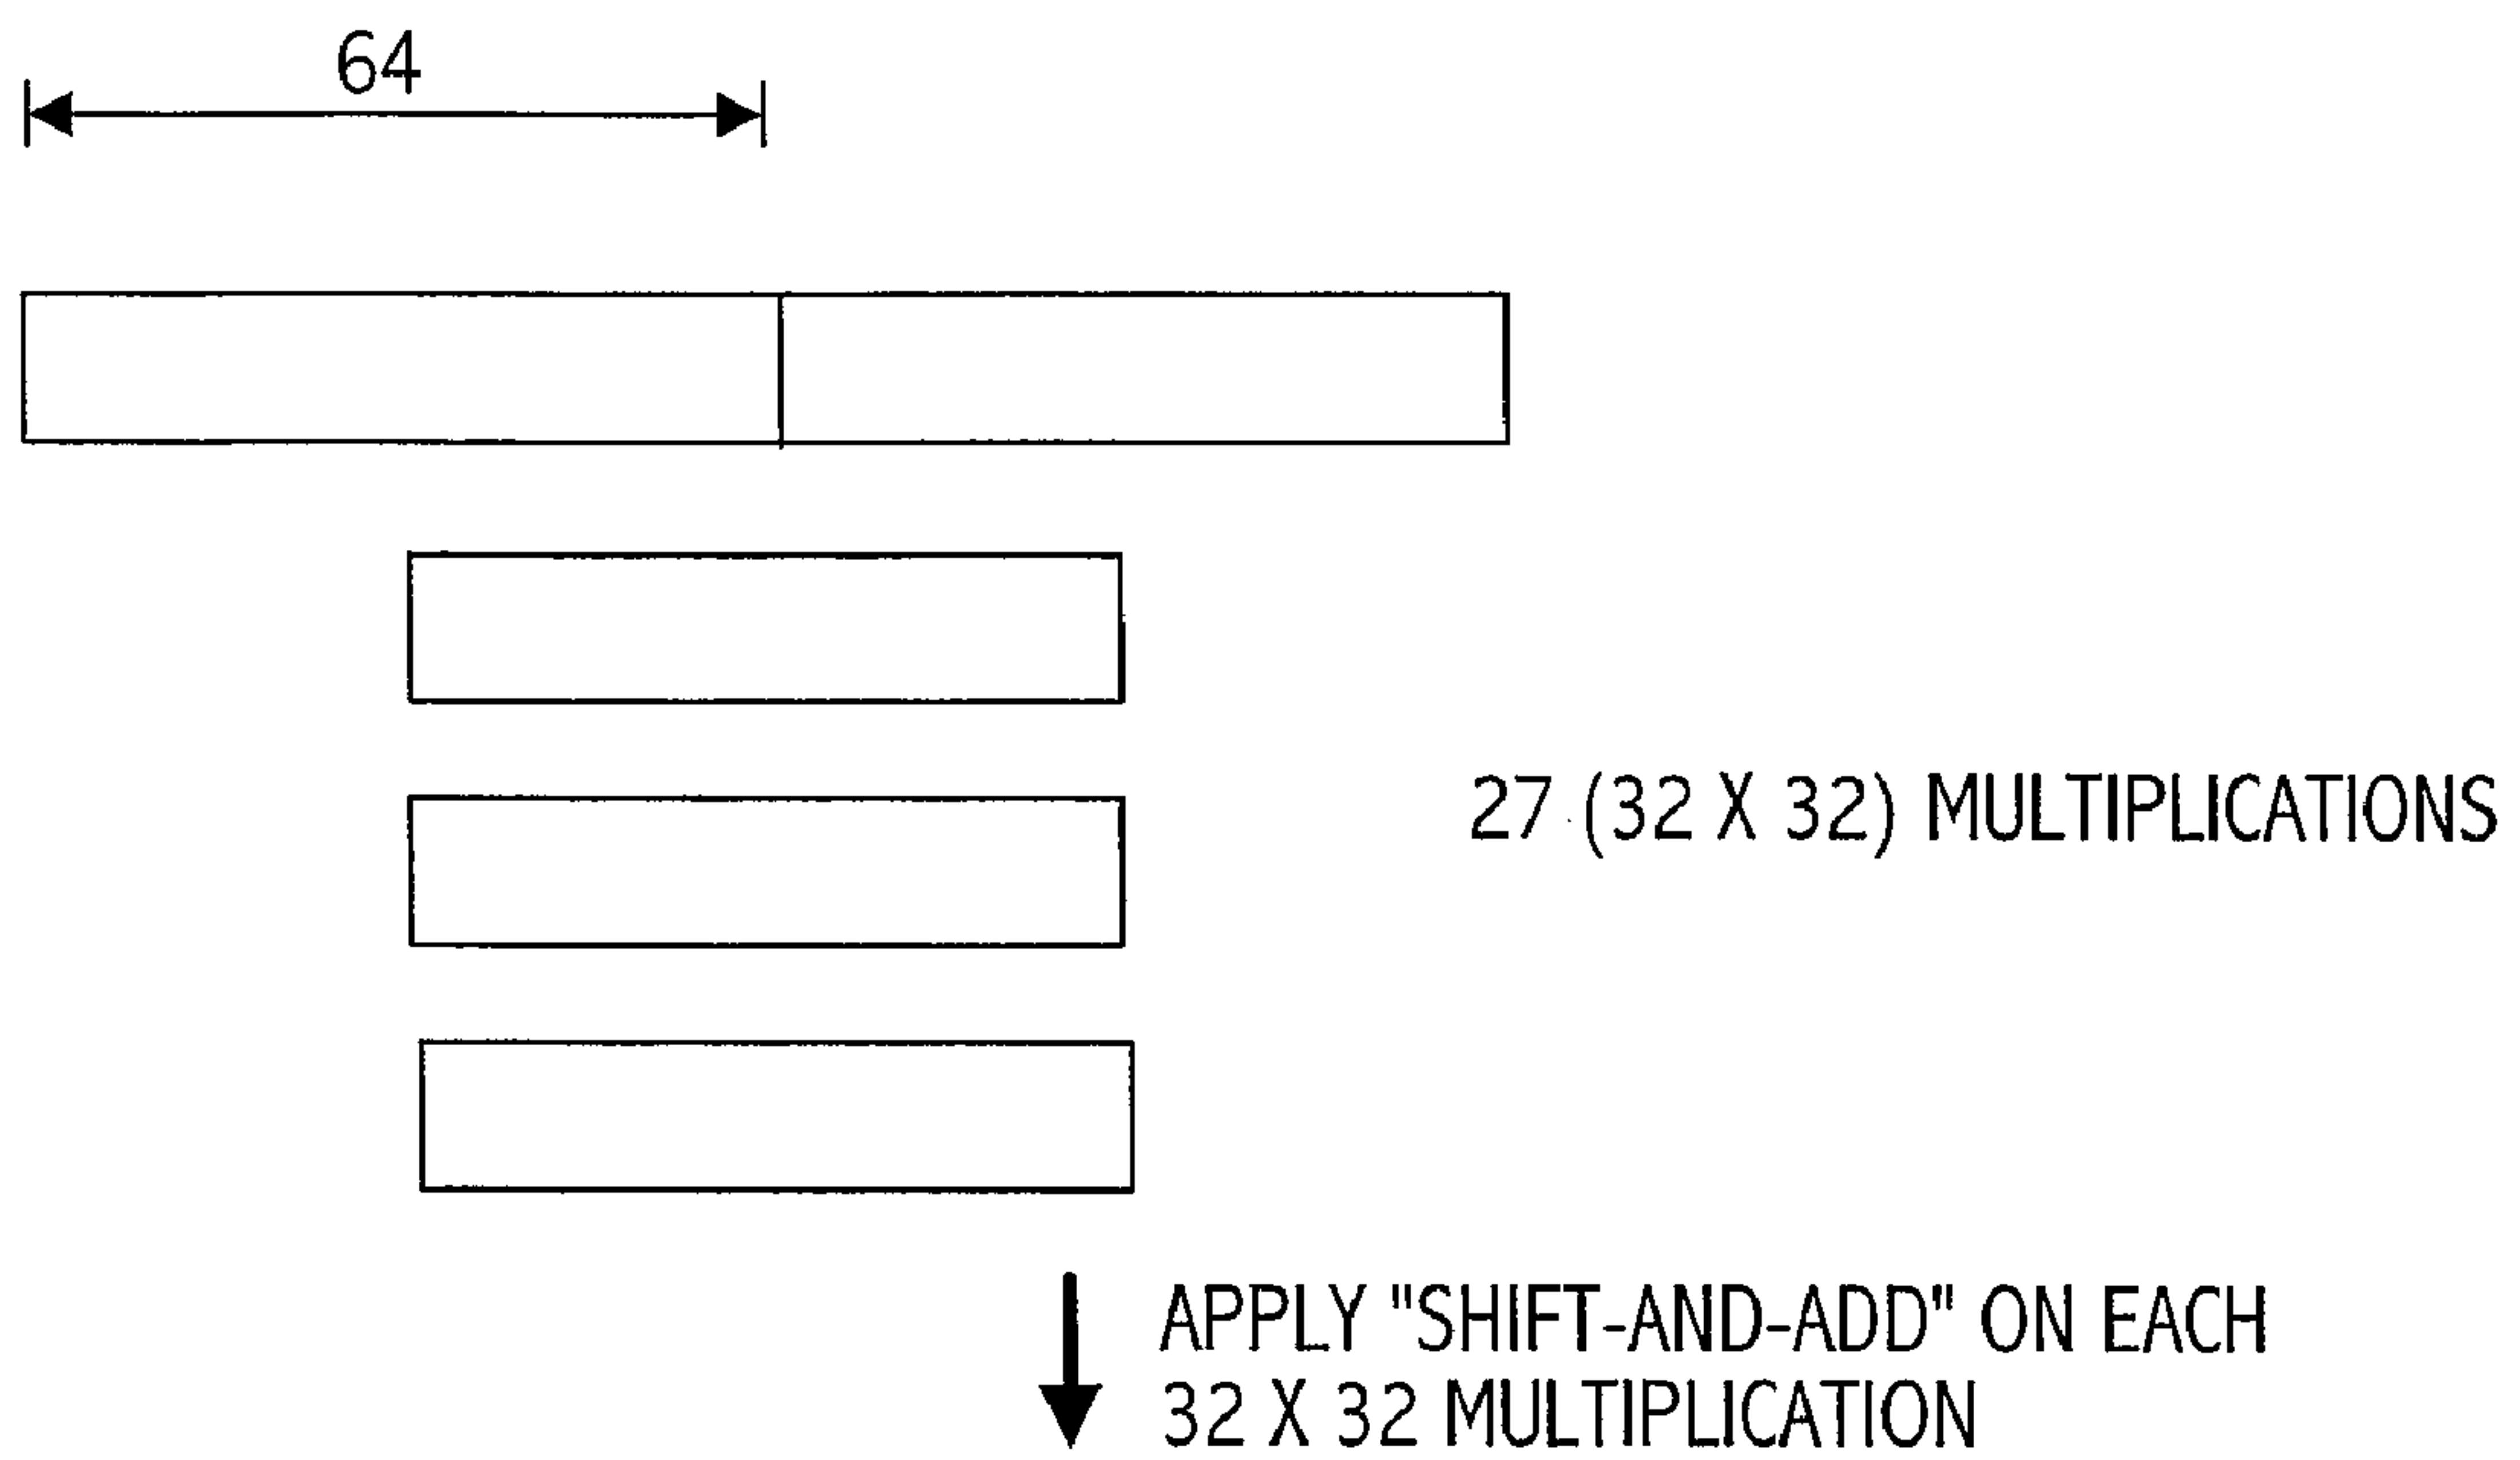 64
27 (32 X 32) MULTIPLICATIONS
APPLY "SHIFT-AND-ADD" ON EACH
32 X 32 MULTIPLICATION